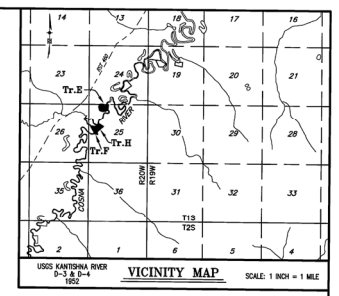 14 13 18 17 16
23 24 19 20 21
Tr.E
RIVER
26 25 30 29 28
Tr.H
Tr.F
COSNA
R20W
R19W
35 36 31 32 33
T13
T2S
2 1 6 5 4
USGS KANTISHNA RIVER
D-3 & D-4
1952
VICINITY MAP
SCALE: 1 INCH = 1 MILE